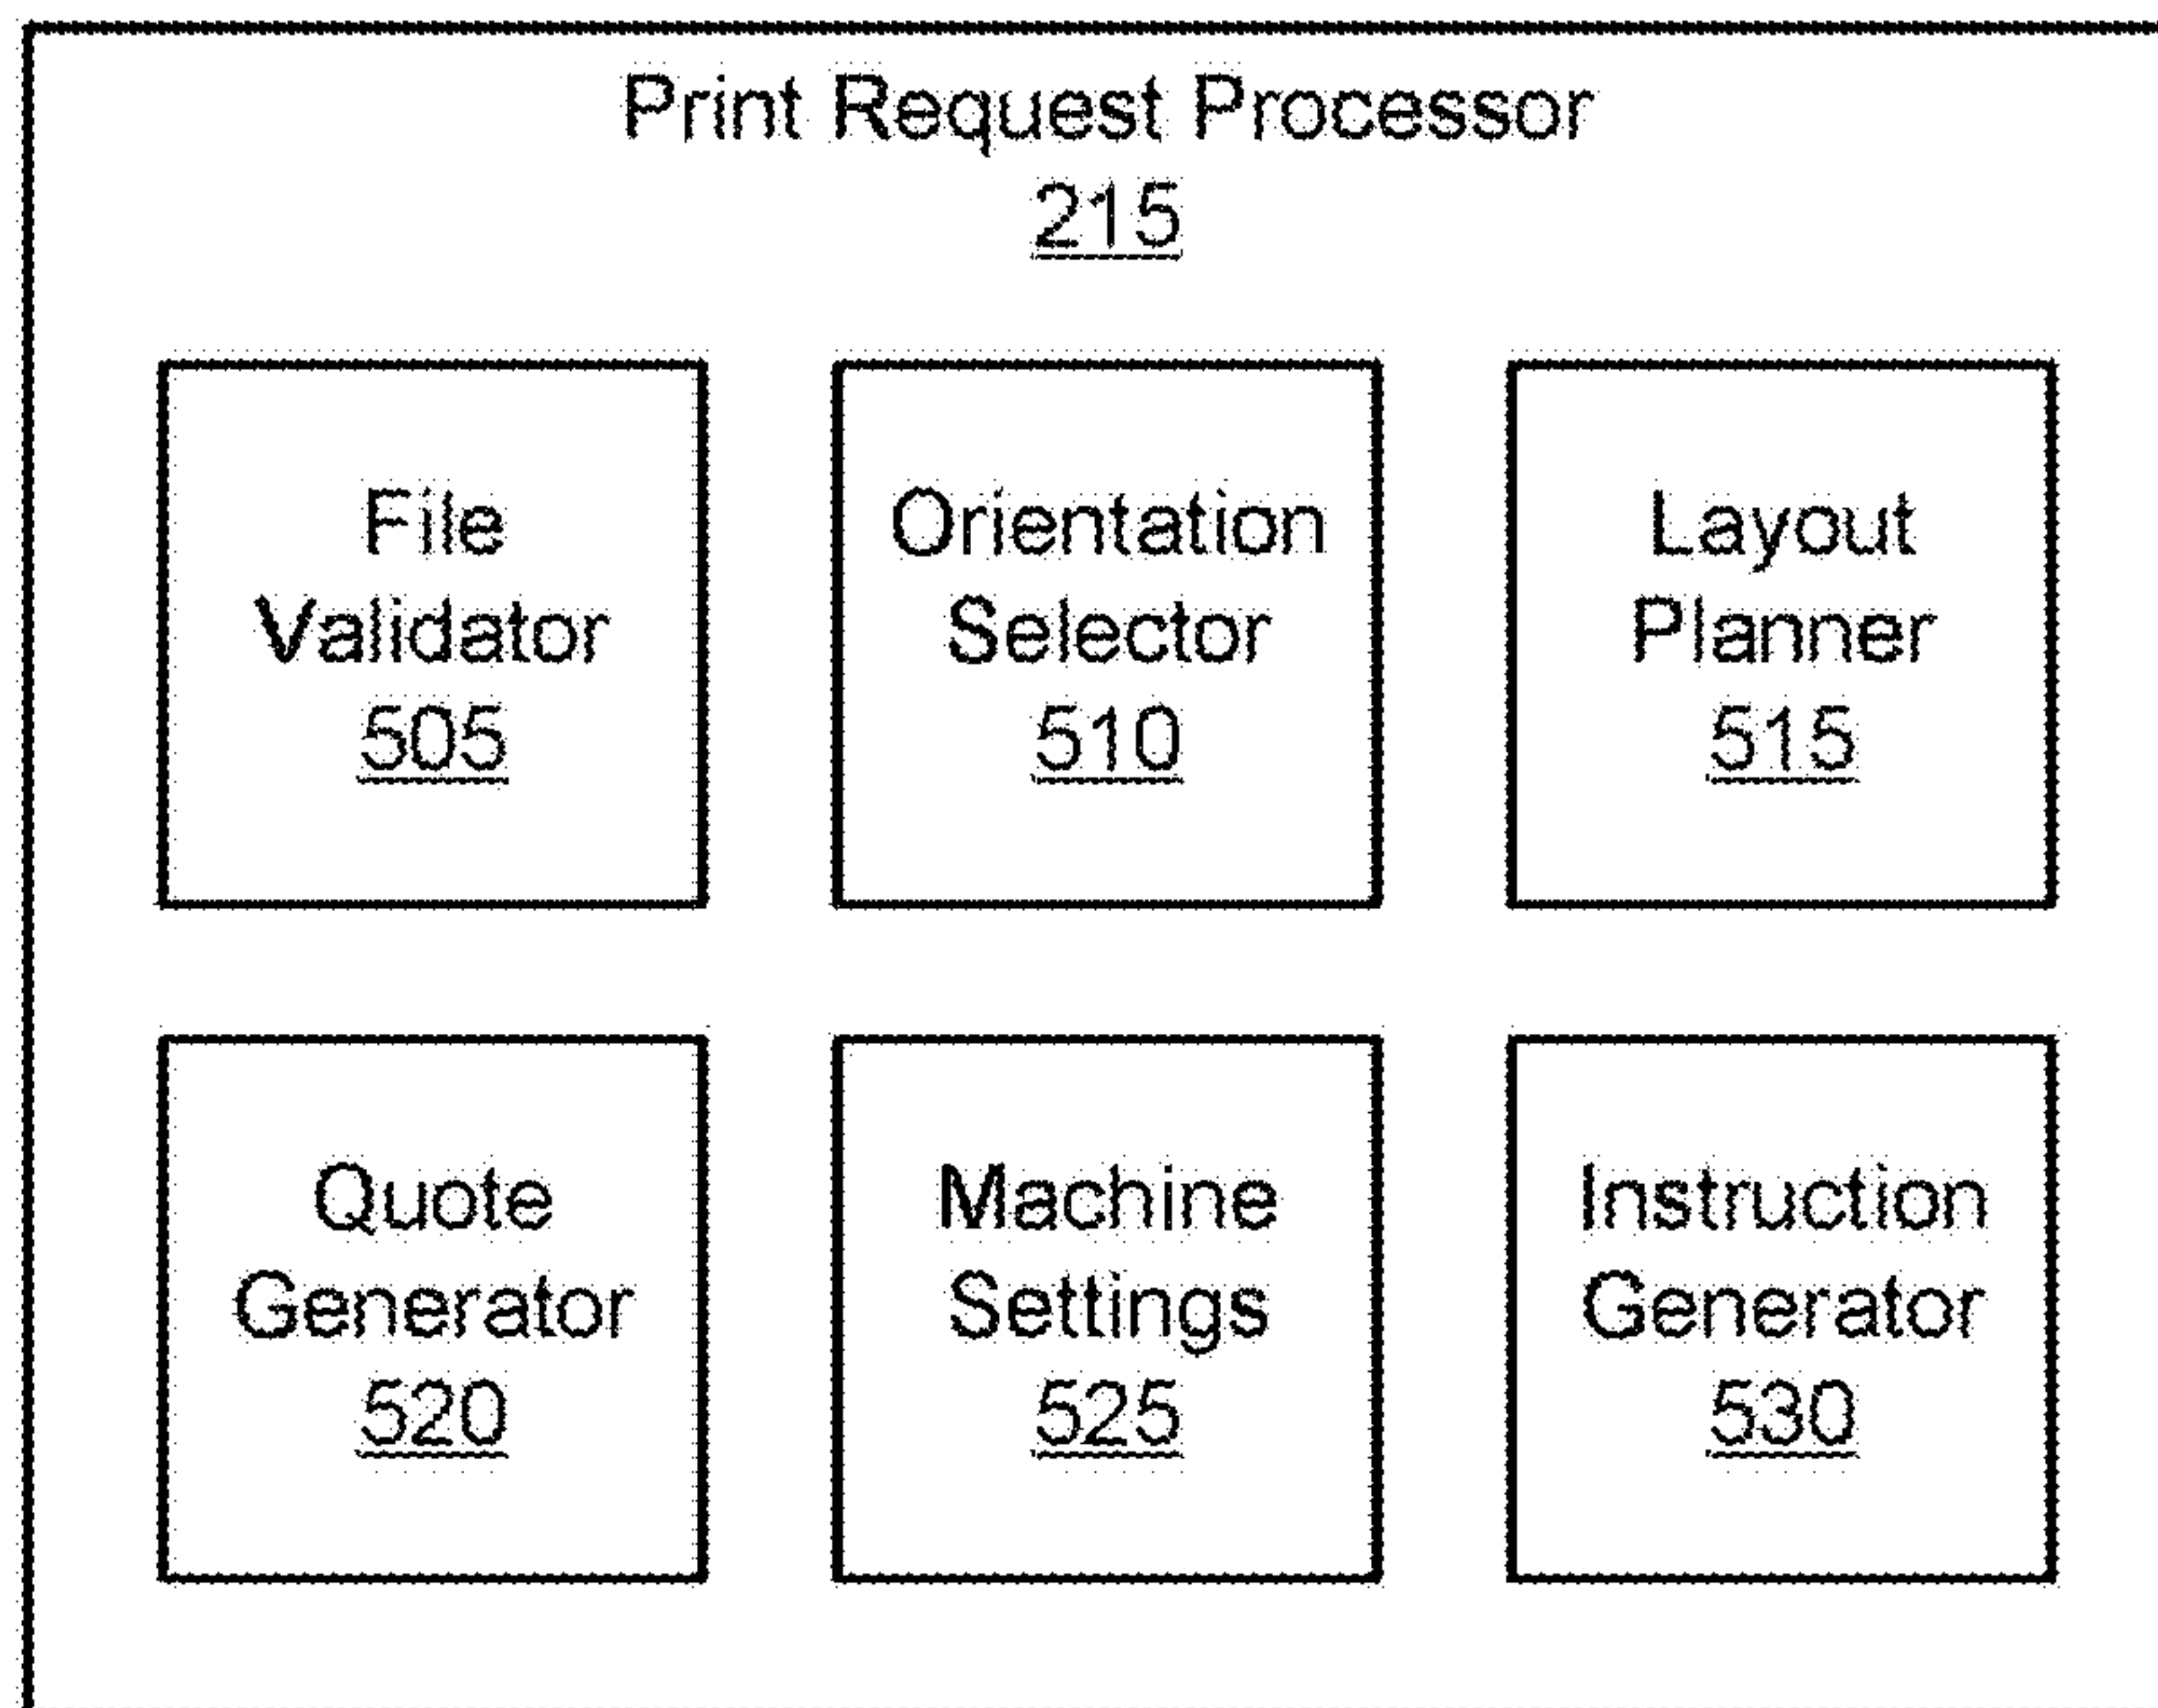 Print Request Processor
215
File
Validator
505
Orientation
Selector
510
Layout
Planner
515
Quote
Generator
520
Machine
Settings
525
Instruction
Generator
530